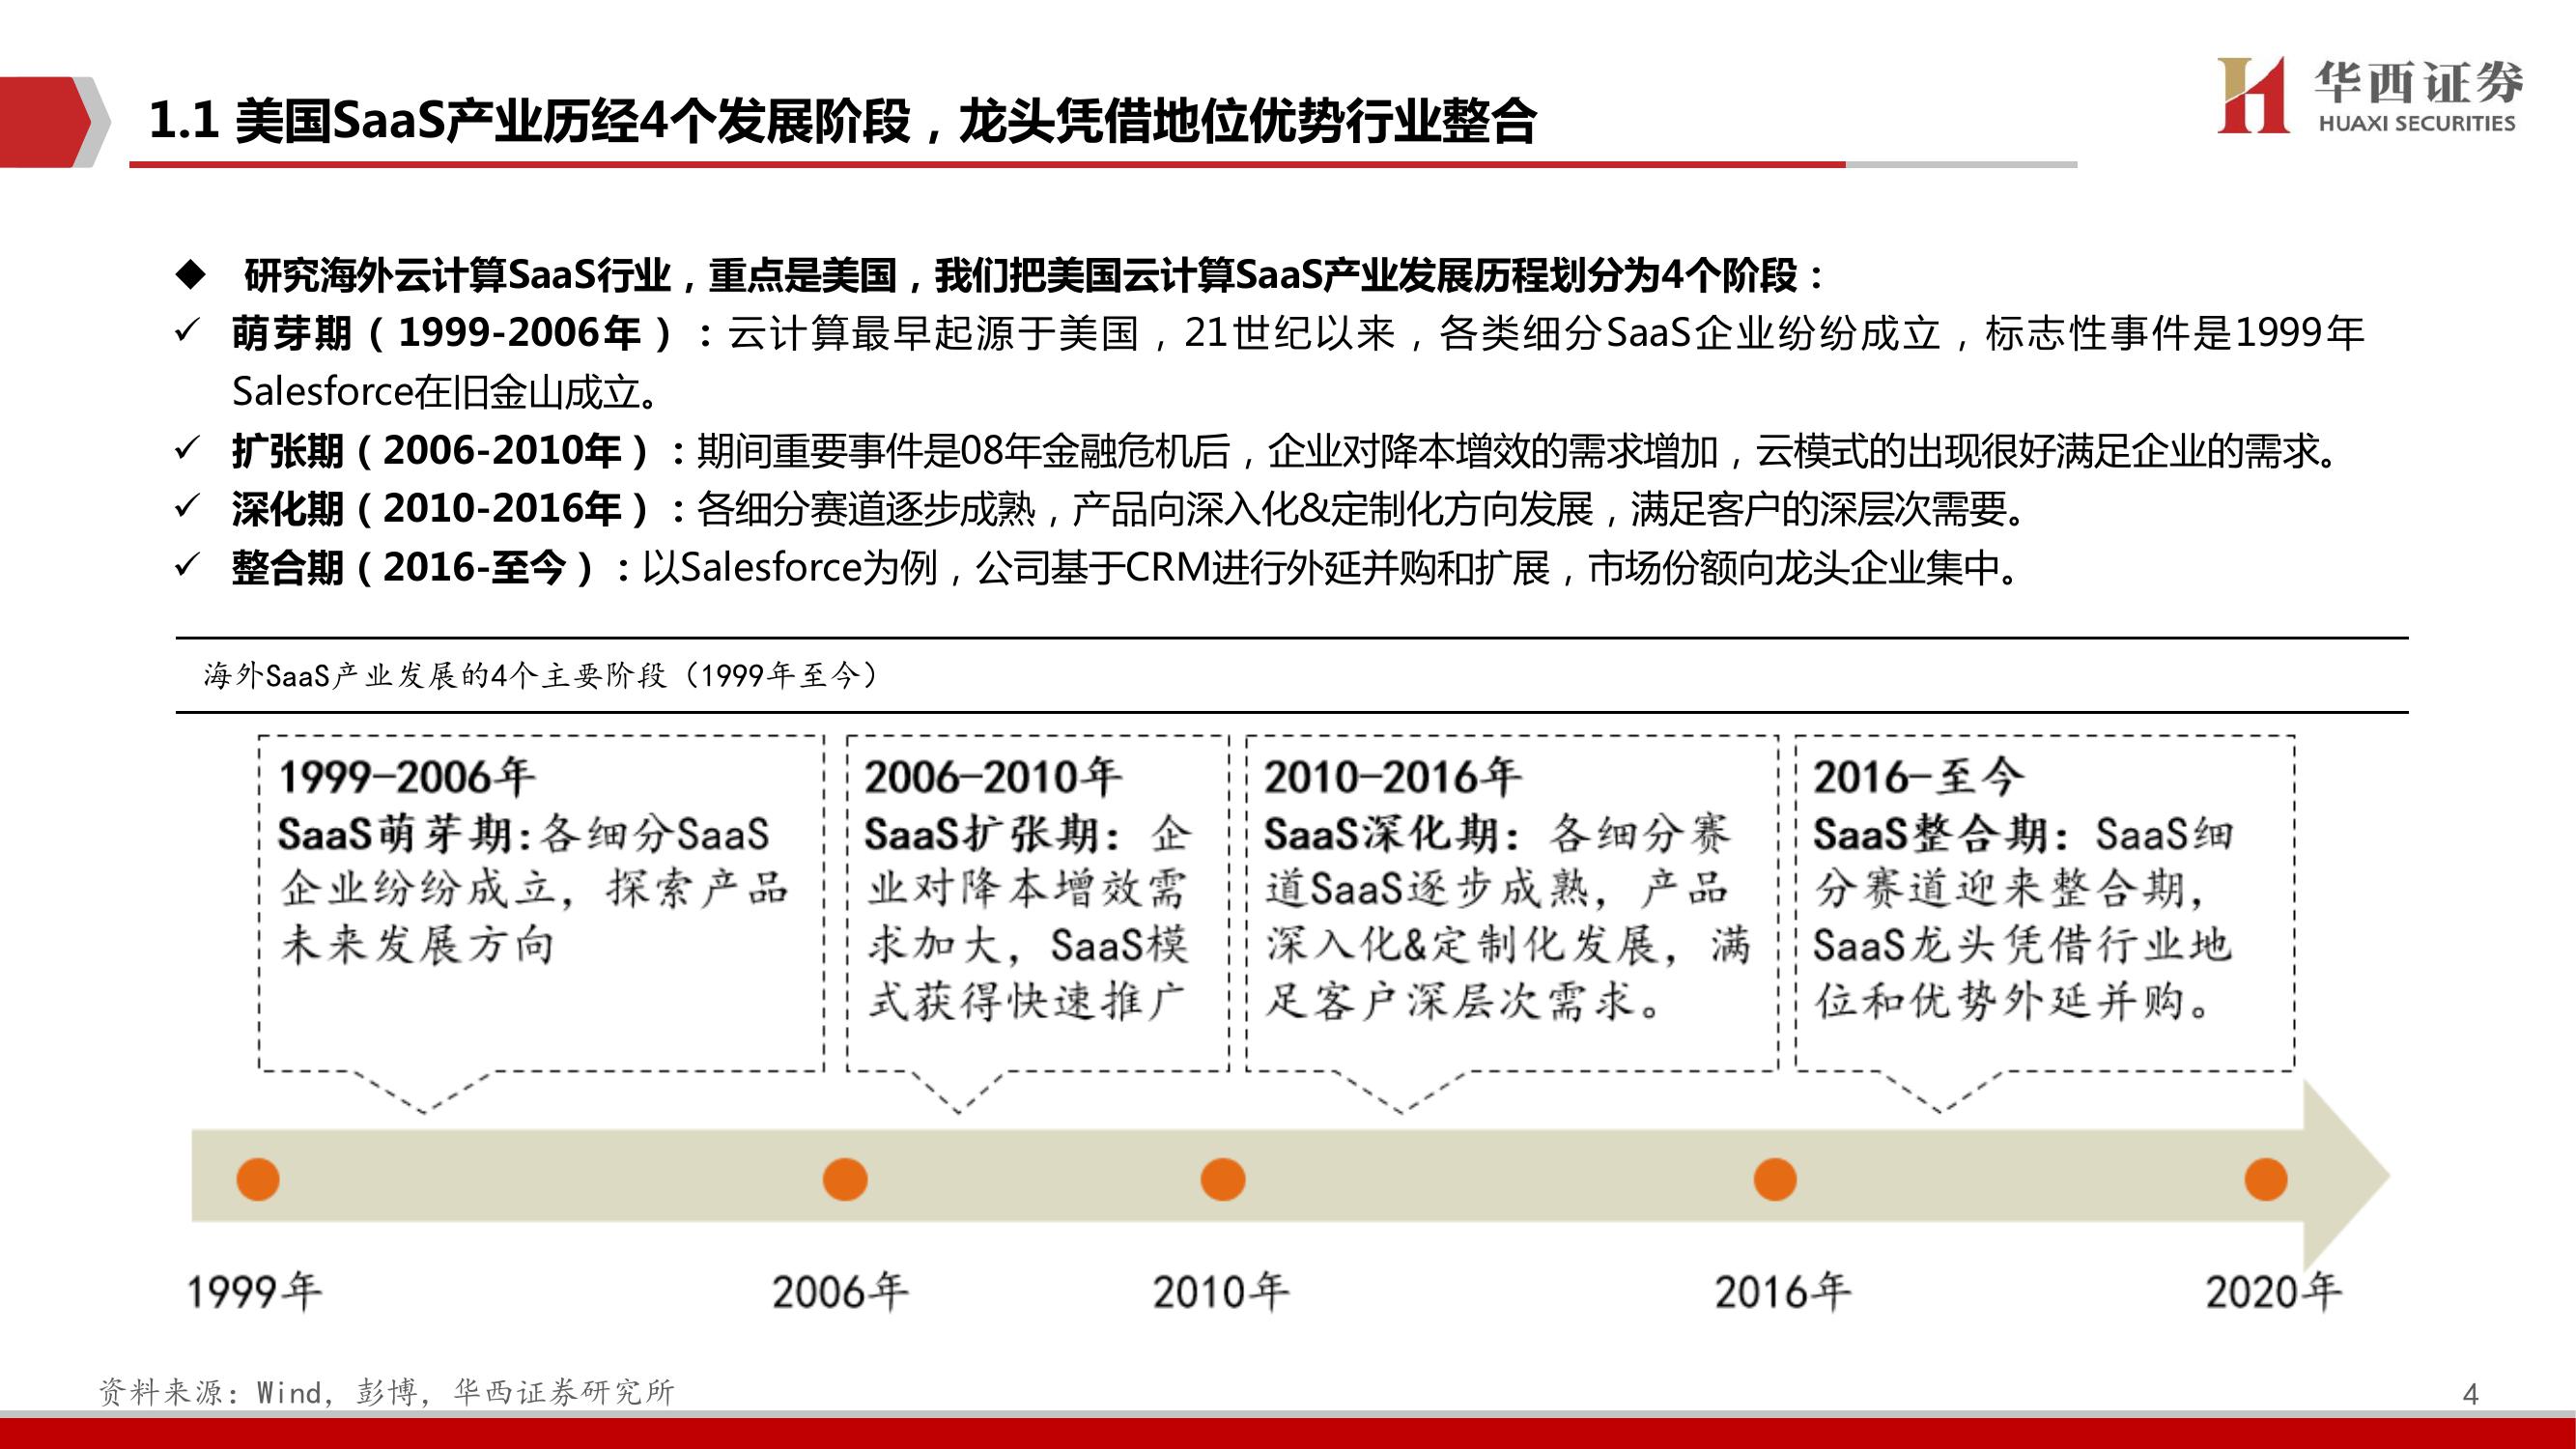 1.1 美国SaaS产业历经4个发展阶段，龙头凭借地位优势行业整合
华西证券
HUAXI SECURITIES
◆ 研究海外云计算SaaS行业，重点是美国，我们把美国云计算SaaS产业发展历程划分为4个阶段：
✓ 萌芽期（1999-2006年）：云计算最早起源于美国，21世纪以来，各类细分SaaS企业纷纷成立，标志性事件是1999年
Salesforce在旧金山成立。
✓ 扩张期（2006-2010年）：期间重要事件是08年金融危机后，企业对降本增效的需求增加，云模式的出现很好满足企业的需求。
✓ 深化期（2010-2016年）：各细分赛道逐步成熟，产品向深入化&定制化方向发展，满足客户的深层次需要。
✓ 整合期（2016-至今）：以Salesforce为例，公司基于CRM进行外延并购和扩展，市场份额向龙头企业集中。
海外SaaS产业发展的4个主要阶段（1999年至今）
1999-2006年
SaaS萌芽期:各细分SaaS
企业纷纷成立，探索产品
未来发展方向
2006-2010年
SaaS扩张期：企
业对降本增效需
求加大，SaaS模
式获得快速推广
2010-2016年
SaaS深化期：各细分赛
道SaaS逐步成熟，产品
深入化&定制化发展，满
足客户深层次需求。
2016-至今
SaaS整合期：SaaS细
分赛道迎来整合期，
SaaS龙头凭借行业地
位和优势外延并购。
1999年
2006年
2010年
2016年
2020年
资料来源：Wind，彭博，华西证券研究所
4